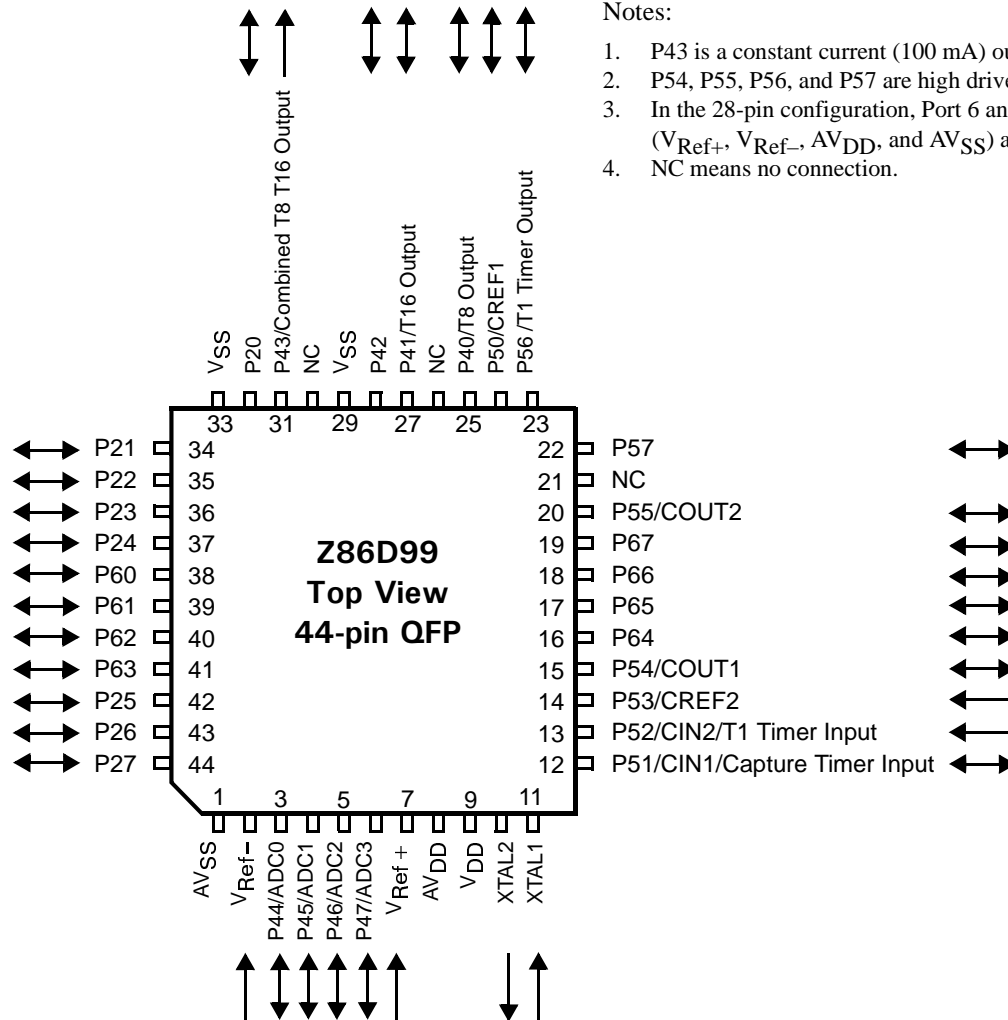 Notes:
1. P43 is a constant current (100 mA)
2. P54, P55, P56, and P57 are high
3. In the 28-pin configuration, Port 6
(VRef+, VRef–, AVDD, and AVSS)
4. NC means no connection.
VSS
P20
P43/Combined T8 T16 Output
NC
VSS
P42
P41/T16 Output
NC
P40/T8 Output
P50/CREF1
P56 /T1 Timer Output
33 31 29 27 25 23
P21 34
P22 35
P23 36
P24 37
P60 38
P61 39
P62 40
P63 41
P25 42
P26 43
P27 44
Z86D99
Top View
44-pin QFP
22 P57
21 NC
20 P55/COUT2
19 P67
18 P66
17 P65
16 P64
15 P54/COUT1
14 P53/CREF2
13 P52/CIN2/T1 Timer Input
12 P51/CIN1/Capture Timer Input
1 3 5 7 9 11
AVSS
VRef–
P44/ADC0
P45/ADC1
P46/ADC2
P47/ADC3
VRef +
AVDD
VDD
XTAL2
XTAL1